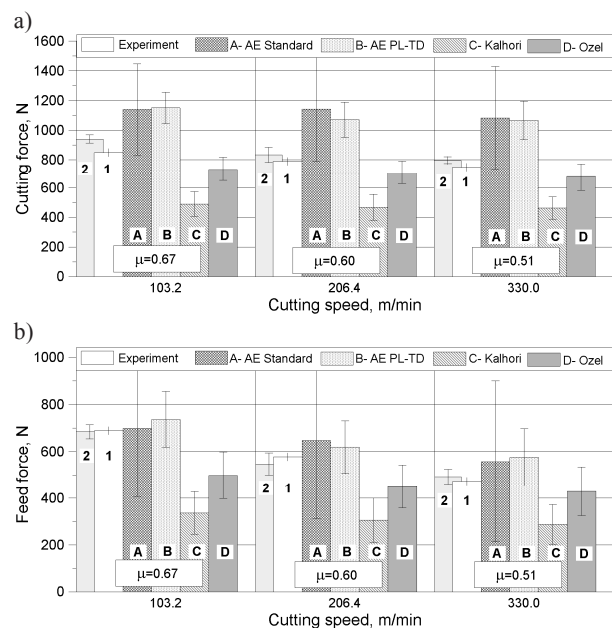 a)
1600
Experiment A- AE Standard B- AE PL-TD C- Kalhori D- Ozel
1400
1200
1000
800
600
400
200
0
Cutting force, N
2 1 A B C D 2 1 A B C D 2 1 A B C D
μ=0.67 μ=0.60 μ=0.51
103.2 206.4 330.0
Cutting speed, m/min
b)
1000
Experiment A- AE Standard B- AE PL-TD C- Kalhori D- Ozel
800
600
400
200
0
Feed force, N
2 1 A B C D 2 1 A B C D 2 1 A B C D
μ=0.67 μ=0.60 μ=0.51
103.2 206.4 330.0
Cutting speed, m/min